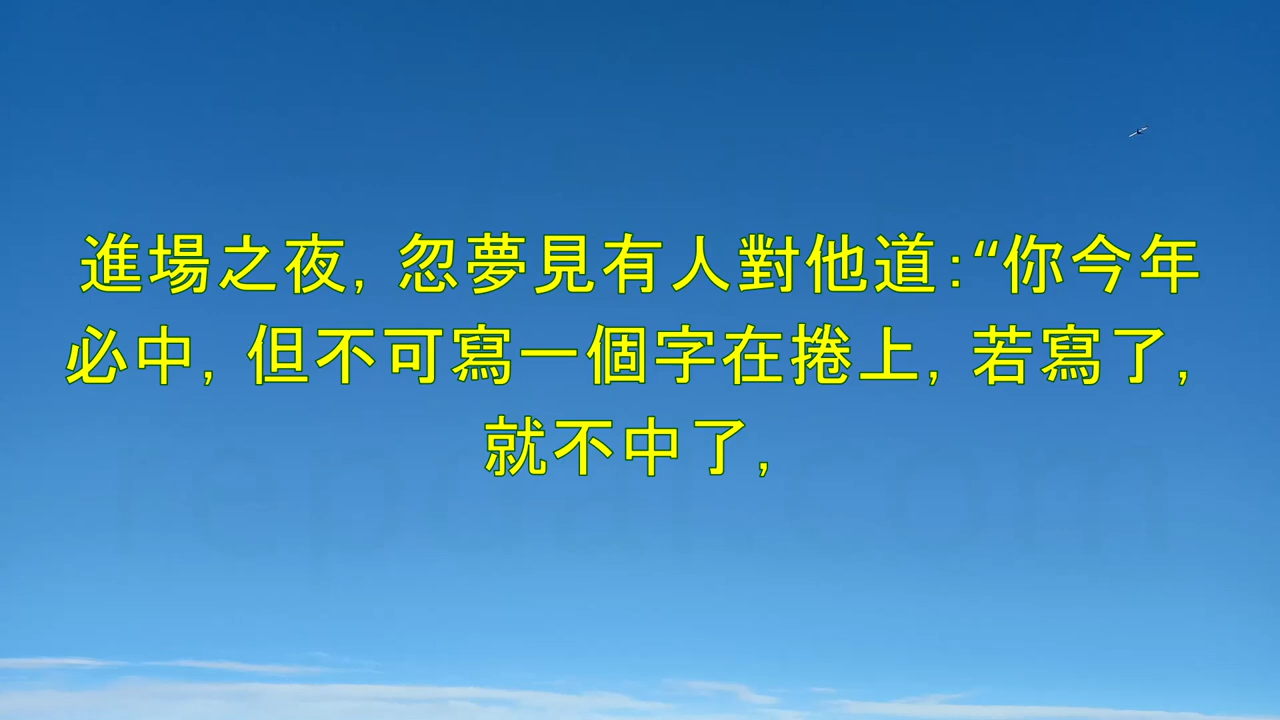 進場之夜, 忽夢見有人對他道:“你今年
必中, 但不可寫一個字在捲上, 若寫了,
就不中了,